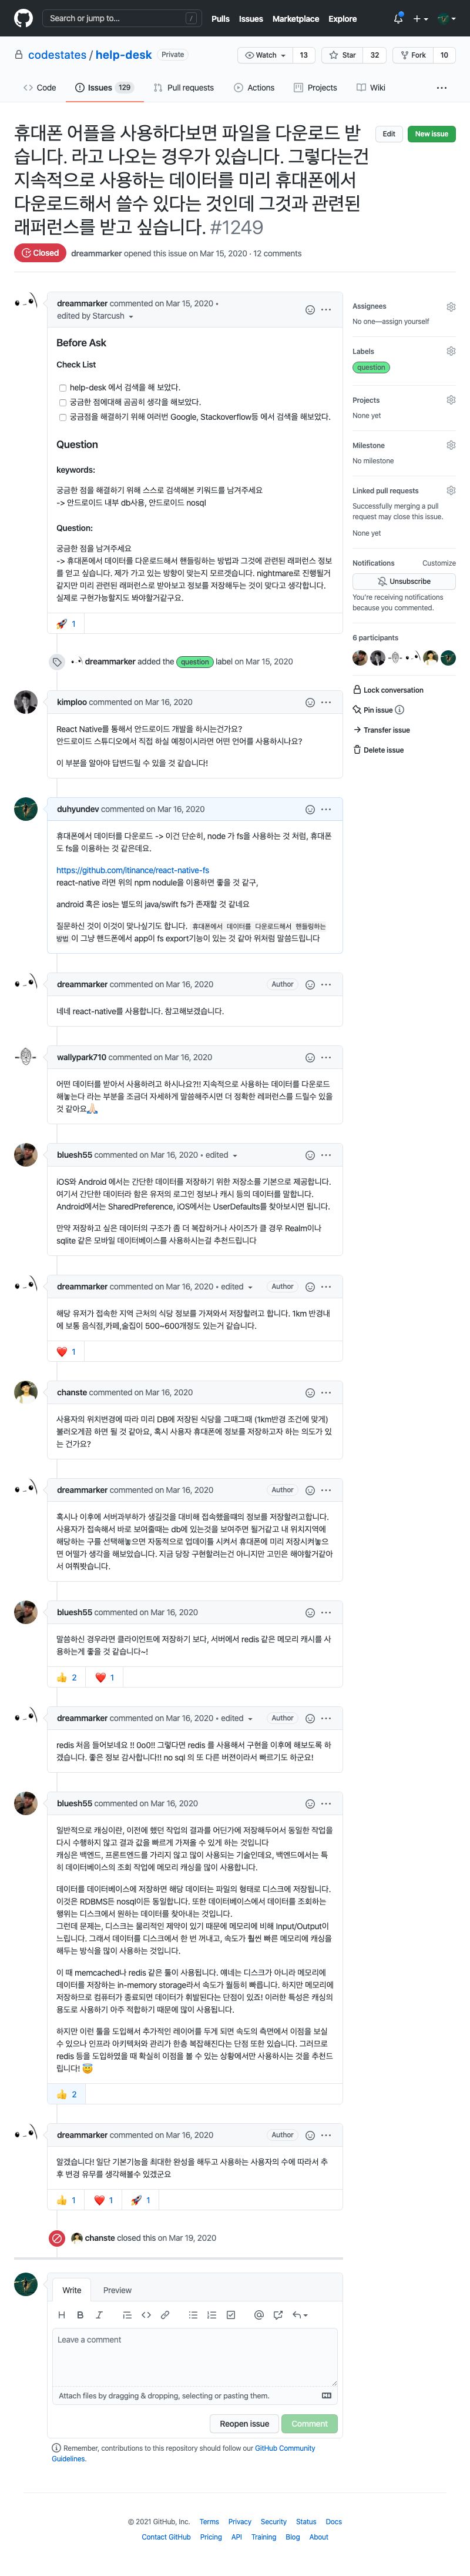 Search or jump to...
/
Pulls
Issues
Marketplace
Explore
codestates / help-desk
Private
Watch
13
Star
32
Fork
10
Code
Issues 129
Pull requests
Actions
Projects
Wiki
휴대폰 어플을 사용하다보면 파일을 다운로드 받
습니다. 라고 나오는 경우가 있습니다. 그렇다는건
지속적으로 사용하는 데이터를 미리 휴대폰에서
다운로드해서 쓸수 있다는 것인데 그것과 관련된
래퍼런스를 받고 싶습니다. #1249
Edit
New issue
Closed
dreammarker opened this issue on Mar 15, 2020 · 12 comments
dreammarker commented on Mar 15, 2020 •
edited by Starcush
Before Ask
Check List
help-desk 에서 검색을 해 보았다.
궁금한 점에대해 곰곰히 생각을 해보았다.
궁금점을 해결하기 위해 여러번 Google, Stackoverflow등 에서 검색을 해보았다.
Question
keywords:
궁금한 점을 해결하기 위해 스스로 검색해본 키워드를 남겨주세요
-> 안드로이드 내부 db사용, 안드로이드 nosql
Question:
궁금한 점을 남겨주세요
-> 휴대폰에서 데이터를 다운로드해서 핸들링하는 방법과 그것에 관련된 래퍼런스 정보
를 얻고 싶습니다. 제가 가고 있는 방향이 맞는지 모르겟습니다. nightmare로 진행될거
같지만 미리 관련된 래퍼런스로 받아보고 정보를 저장해두는 것이 맞다고 생각합니다.
실제로 구현가능할지도 봐야할거같구요.
🚀 1
dreammarker added the question label on Mar 15, 2020
kimploo commented on Mar 16, 2020
React Native를 통해서 안드로이드 개발을 하시는건가요?
안드로이드 스튜디오에서 직접 하실 예정이시라면 어떤 언어를 사용하시나요?
이 부분을 알아야 답변드릴 수 있을 것 같습니다!
duhyundev commented on Mar 16, 2020
휴대폰에서 데이터를 다운로드 -> 이건 단순히, node 가 fs을 사용하는 것 처럼, 휴대폰
도 fs을 이용하는 것 같은데요.
https://github.com/itinance/react-native-fs
react-native 라면 위의 npm nodule을 이용하면 좋을 것 같구,
android 혹은 ios는 별도의 java/swift fs가 존재할 것 같네요
질문하신 것이 이것이 맞나싶기도 합니다. 휴대폰에서 데이터를 다운로드해서 핸들링하는
방법 이 그냥 핸드폰에서 app이 fs export기능이 있는 것 같아 위처럼 말씀드립니다
dreammarker commented on Mar 16, 2020
Author
네네 react-native를 사용합니다. 참고해보겠습니다.
wallypark710 commented on Mar 16, 2020
어떤 데이터를 받아서 사용하려고 하시나요?!! 지속적으로 사용하는 데이터를 다운로드
해놓는다 라는 부분을 조금더 자세하게 말씀해주시면 더 정확한 레퍼런스를 드릴수 있을
것 같아요🙏🏻
bluesh55 commented on Mar 16, 2020 • edited
iOS와 Android 에서는 간단한 데이터를 저장하기 위한 저장소를 기본으로 제공합니다.
여기서 간단한 데이터라 함은 유저의 로그인 정보나 캐시 등의 데이터를 말합니다.
Android에서는 SharedPreference, iOS에서는 UserDefaults를 찾아보시면 됩니다.
만약 저장하고 싶은 데이터의 구조가 좀 더 복잡하거나 사이즈가 클 경우 Realm이나
sqlite 같은 모바일 데이터베이스를 사용하시는걸 추천드립니다
dreammarker commented on Mar 16, 2020 • edited
Author
해당 유저가 접속한 지역 근처의 식당 정보를 가져와서 저장할려고 합니다. 1km 반경내
에 보통 음식점,카페,술집이 500~600개정도 있는거 같습니다.
❤️ 1
chanste commented on Mar 16, 2020
사용자의 위치변경에 따라 미리 DB에 저장된 식당을 그때그때 (1km반경 조건에 맞게)
불러오게끔 하면 될 것 같아요, 혹시 사용자 휴대폰에 정보를 저장하고자 하는 의도가 있
는 건가요?
dreammarker commented on Mar 16, 2020
Author
혹시나 이후에 서버과부하가 생길것을 대비해 접속했을떄의 정보를 저장할려고합니다.
사용자가 접속해서 바로 보여줄때는 db에 있는것을 보여주면 될거같고 내 위치지역에
해당하는 구를 선택해놓으면 자동적으로 업데이를 시켜서 휴대폰에 미리 저장시켜놓으
면 어떨가 생각을 해보았습니다. 지금 당장 구현할려는건 아니지만 고민은 해야할거같아
서 여쭤봣습니다.
bluesh55 commented on Mar 16, 2020
말씀하신 경우라면 클라이언트에 저장하기 보다, 서버에서 redis 같은 메모리 캐시를 사
용하는게 좋을 것 같습니다~!
👍 2
❤️ 1
dreammarker commented on Mar 16, 2020 • edited
Author
redis 처음 들어보네요 !! 0o0!! 그렇다면 redis 를 사용해서 구현을 이후에 해보도록 하
겠습니다. 좋은 정보 감사합니다!! no sql 의 또 다른 버젼이라서 빠르기도 하군요!
bluesh55 commented on Mar 16, 2020
일반적으로 캐싱이란, 이전에 했던 작업의 결과를 어딘가에 저장해두어서 동일한 작업을
다시 수행하지 않고 결과 값을 빠르게 가져올 수 있게 하는 것입니다
캐싱은 백엔드, 프론트엔드를 가리지 않고 많이 사용되는 기술인데요, 백엔드에서는 특
히 데이터베이스의 조회 작업에 메모리 캐싱을 많이 사용합니다.
데이터를 데이터베이스에 저장하면 해당 데이터는 파일의 형태로 디스크에 저장됩니다.
이것은 RDBMS든 nosql이든 동일합니다. 또한 데이터베이스에서 데이터를 조회하는
행위는 디스크에서 원하는 데이터를 찾아내는 것입니다.
그런데 문제는, 디스크는 물리적인 제약이 있기 때문에 메모리에 비해 Input/Output이
느립니다. 그래서 데이터를 디스크에서 한 번 꺼내고, 속도가 훨씬 빠른 메모리에 캐싱을
해두는 방식을 많이 사용하는 것입니다.
이 때 memcached나 redis 같은 툴이 사용됩니다. 얘네는 디스크가 아니라 메모리에
데이터를 저장하는 in-memory storage라서 속도가 월등히 빠릅니다. 하지만 메모리에
저장하므로 컴퓨터가 종료되면 데이터가 휘발된다는 단점이 있죠! 이러한 특성은 캐싱의
용도로 사용하기 아주 적합하기 때문에 많이 사용됩니다.
하지만 이런 툴을 도입해서 추가적인 레이어를 두게 되면 속도의 측면에서 이점을 보실
수 있으나 인프라 아키텍처와 관리가 한층 복잡해진다는 단점 또한 있습니다. 그러므로
redis 등을 도입하였을 때 확실히 이점을 볼 수 있는 상황에서만 사용하시는 것을 추천드
립니다! 😇
👍 2
dreammarker commented on Mar 16, 2020
Author
알겠습니다! 일단 기본기능을 최대한 완성을 해두고 사용하는 사용자의 수에 따라서 추
후 변경 유무를 생각해볼수 있겠군요
👍 1
❤️ 1
🚀 1
chanste closed this on Mar 19, 2020
Write
Preview
Leave a comment
Attach files by dragging & dropping, selecting or pasting them.
Reopen issue
Comment
Remember, contributions to this repository should follow our GitHub Community
Guidelines.
Assignees
No one—assign yourself
Labels
question
Projects
None yet
Milestone
No milestone
Linked pull requests
Successfully merging a pull
request may close this issue.
None yet
Notifications
Customize
Unsubscribe
You're receiving notifications
because you commented.
6 participants
Lock conversation
Pin issue
Transfer issue
Delete issue
© 2021 GitHub, Inc.
Terms
Privacy
Security
Status
Docs
Contact GitHub
Pricing
API
Training
Blog
About